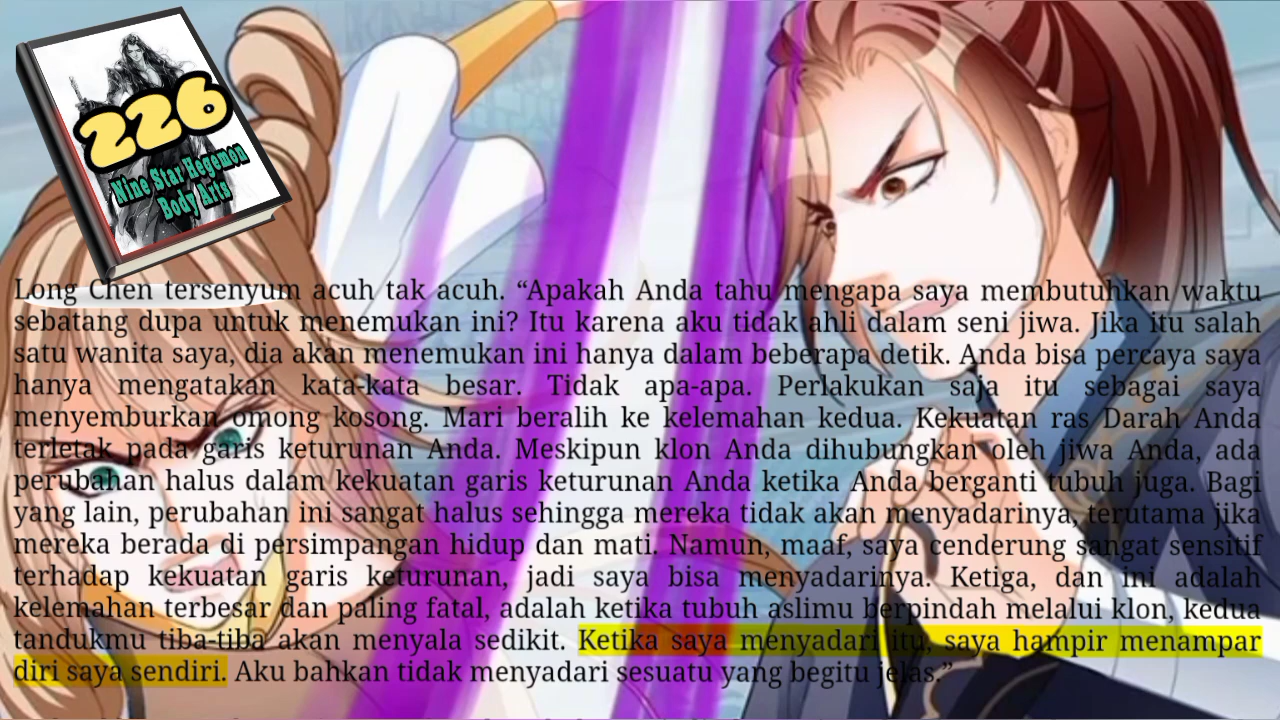 226
Nine Star Hegemon
Body Arts
Long Chen tersenyum acuh tak acuh. “Apakah Anda tahu mengapa saya membutuhkan waktu
sebatang dupa untuk menemukan ini? Itu karena aku tidak ahli dalam seni jiwa. Jika itu salah
satu wanita saya, dia akan menemukan ini hanya dalam beberapa detik. Anda bisa percaya saya
hanya mengatakan kata-kata besar. Tidak apa-apa. Perlakukan saja itu sebagai saya
menyemburkan omong kosong. Mari beralih ke kelemahan kedua. Kekuatan ras Darah Anda
terletak pada garis keturunan Anda. Meskipun klon Anda dihubungkan oleh jiwa Anda, ada
perubahan halus dalam kekuatan garis keturunan Anda ketika Anda berganti tubuh juga. Bagi
yang lain, perubahan ini sangat halus sehingga mereka tidak akan menyadarinya, terutama jika
mereka berada di persimpangan hidup dan mati. Namun, maaf, saya cenderung sangat sensitif
terhadap kekuatan garis keturunan, jadi saya bisa menyadarinya. Ketiga, dan ini adalah
kelemahan terbesar dan paling fatal, adalah ketika tubuh aslimu berpindah melalui klon, kedua
tandukmu tiba-tiba akan menyala sedikit. Ketika saya menyadari itu, saya hampir menampar
diri saya sendiri. Aku bahkan tidak menyadari sesuatu yang begitu jelas.”